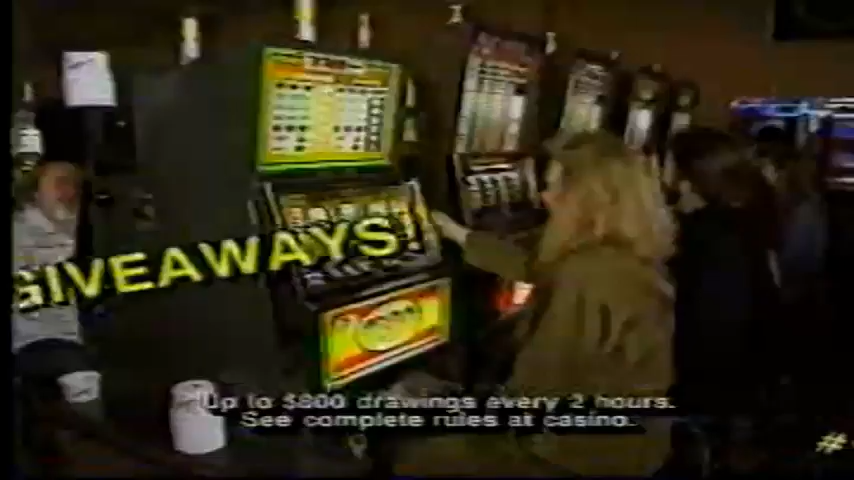 GIVEAWAYS!
Up to $800 drawings every 2 hours.
See complete rules at casino.
#